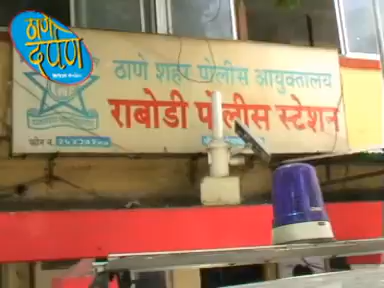 ठाणे
दर्पण
ठाणे शहर पोलीस आयुक्तालय
राबोडी पोलीस स्टेशन
फोन नं.